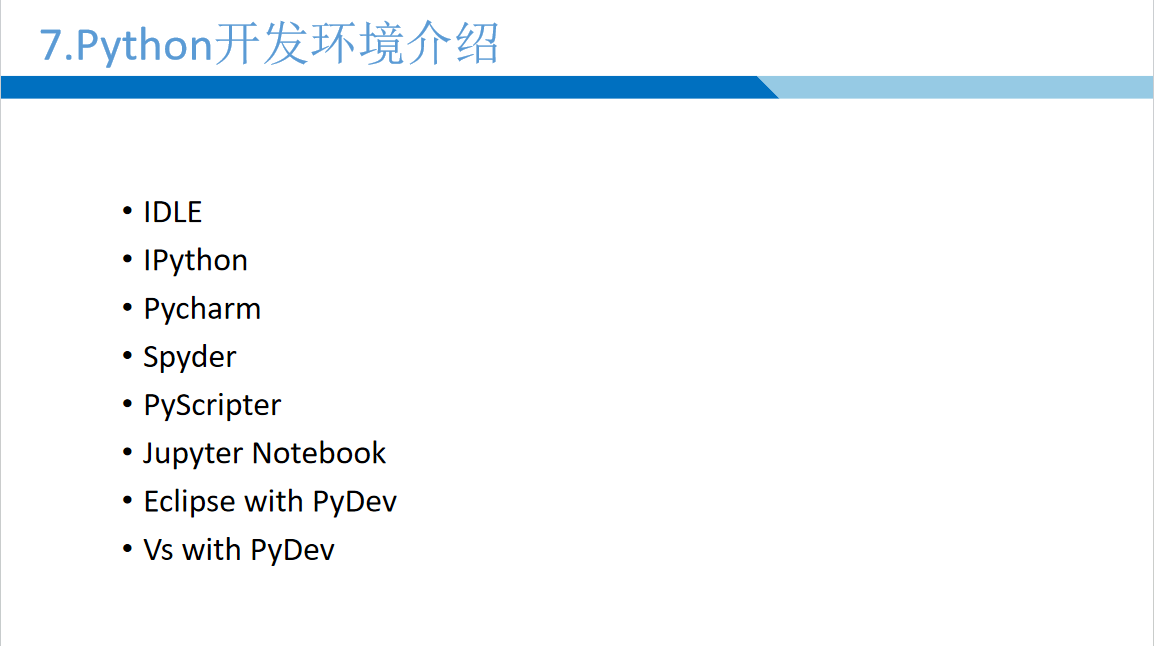 7.Python开发环境介绍
• IDLE
• IPython
• Pycharm
• Spyder
• PyScripter
• Jupyter Notebook
• Eclipse with PyDev
• Vs with PyDev